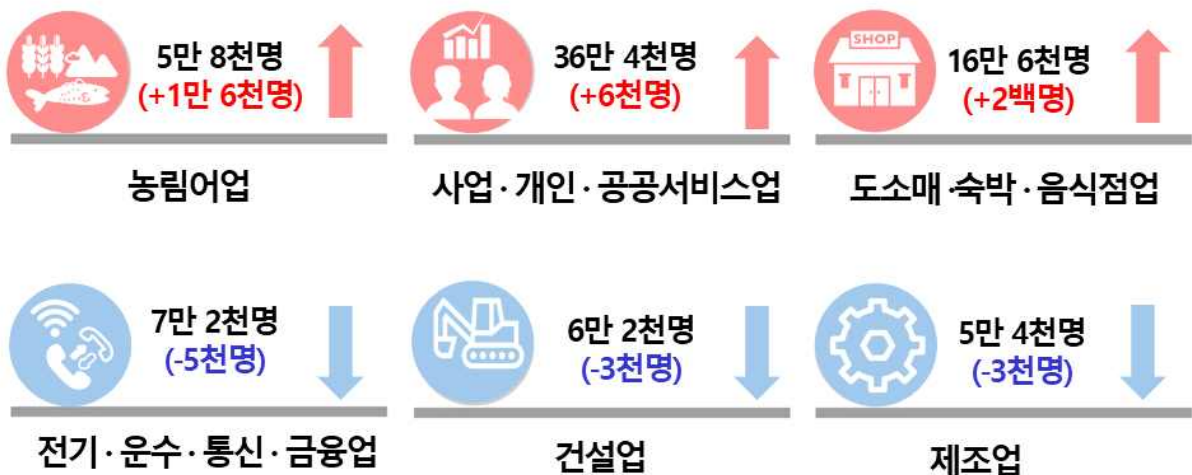 5만 8천명
(+1만 6천명)
농림어업
36만 4천명
(+6천명)
사업·개인·공공서비스업
SHOP
16만 6천명
(+2백명)
도소매·숙박·음식점업
7만 2천명
(-5천명)
전기·운수·통신·금융업
6만 2천명
(-3천명)
건설업
5만 4천명
(-3천명)
제조업